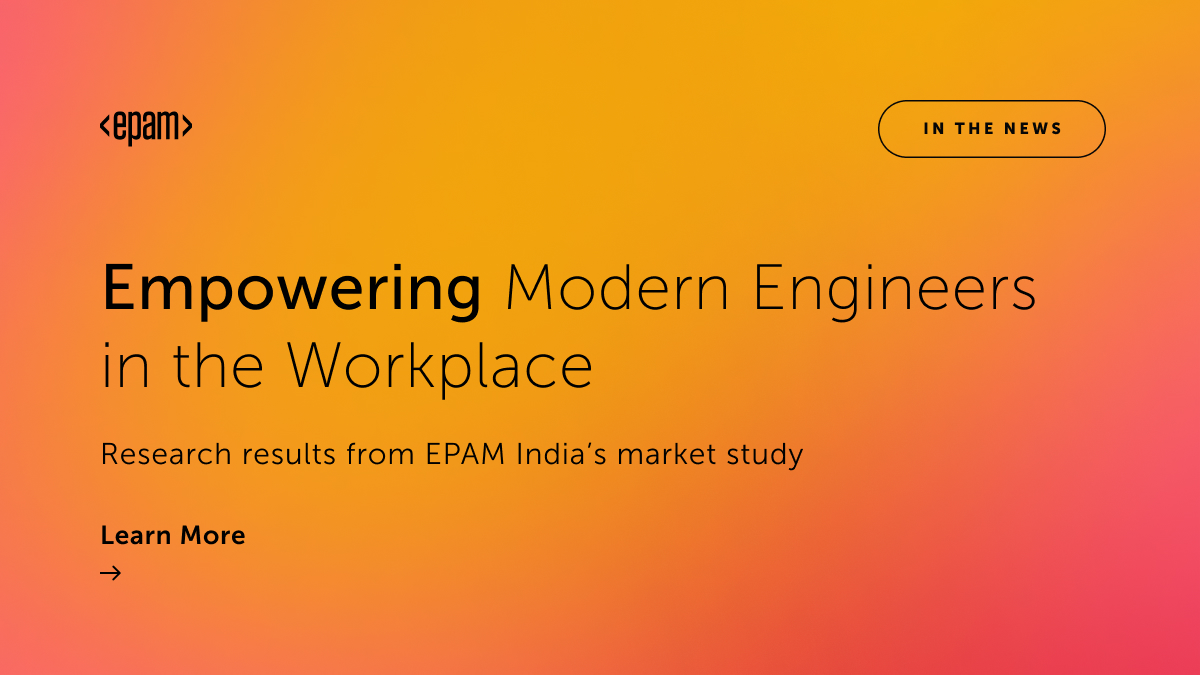 <epam>
IN THE NEWS
Empowering Modern Engineers
in the Workplace
Research results from EPAM India’s market study
Learn More
→